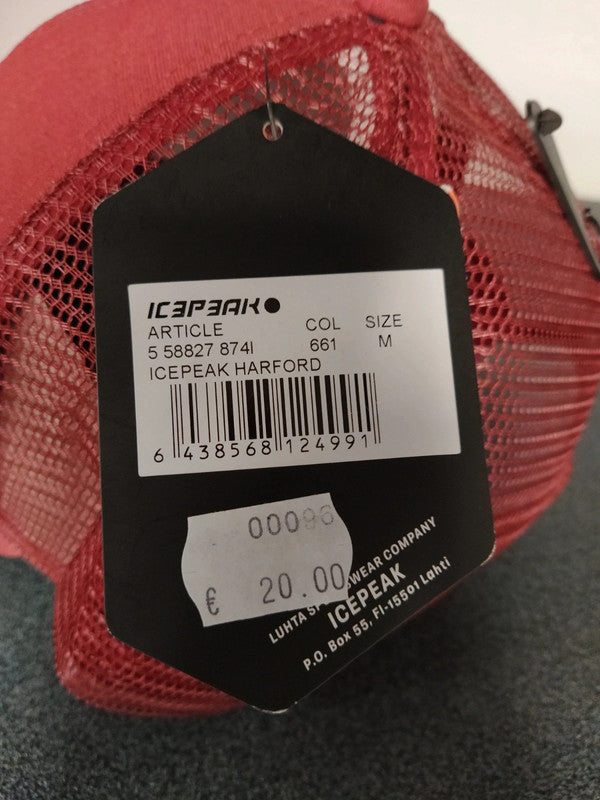 ICEPEAK
ARTICLE COL SIZE
5 58827 874I 661 M
ICEPEAK HARFORD
6 438568 124991
00096
€ 20.00
LUHTA WEAR COMPANY
ICEPEAK
P.O. Box 55, FI-15501 Lahti